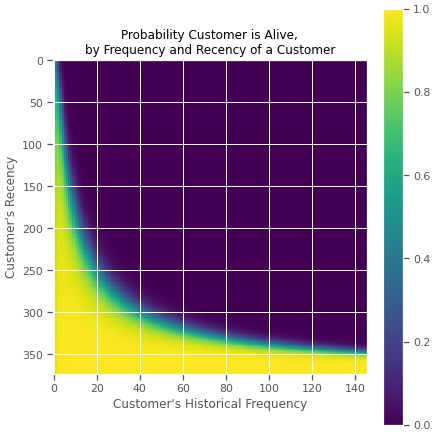 Probability Customer is Alive,
by Frequency and Recency of a Customer
Customer's Recency
0
50
100
150
200
250
300
350
0 20 40 60 80 100 120 140
Customer's Historical Frequency
1.0
0.8
0.6
0.4
0.2
0.0